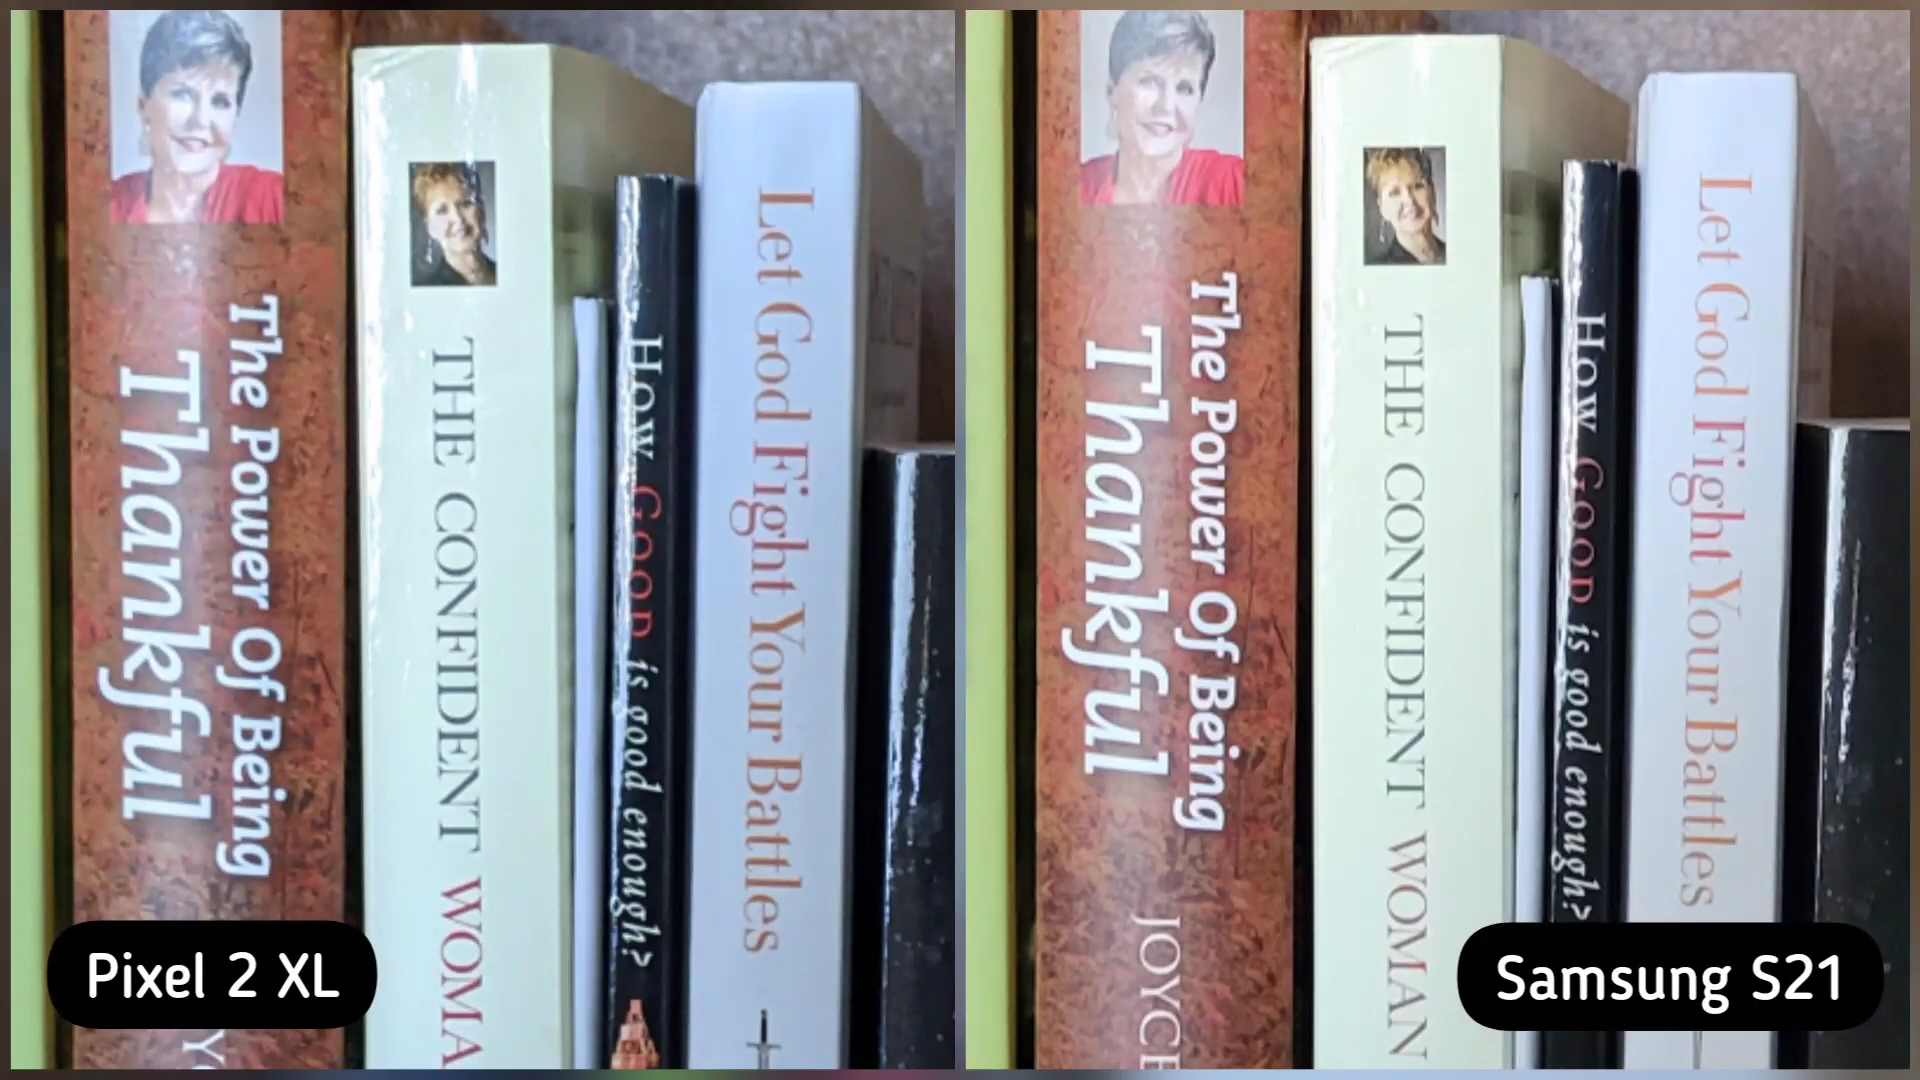 The Power Of Being
Thankful
Y
THE CONFIDENT WOMA
How GOOD is good enough?
Let God Fight Your Battles
Pixel 2 XL
The Power Of Being
Thankful
JOYCE
THE CONFIDENT WOMAN
How GOOD is good enough?
Let God Fight Your Battles
Samsung S21